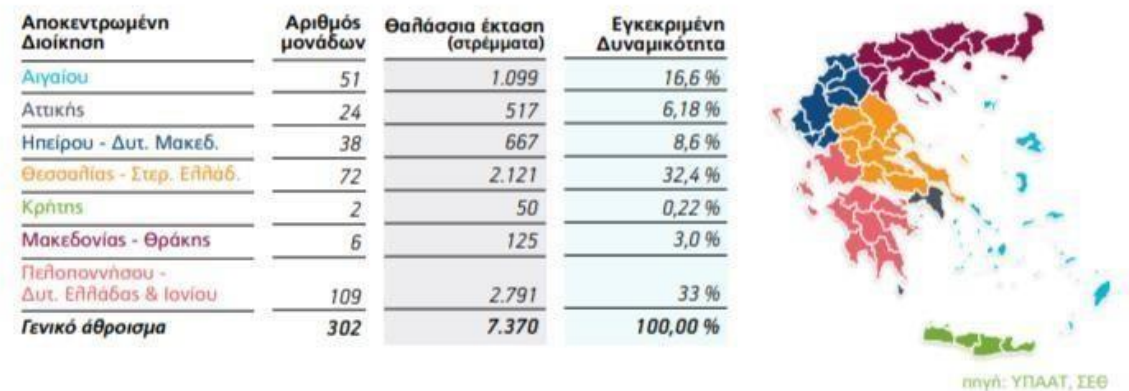 Αποκεντρωμένη Διοίκηση Αριθμός μονάδων Θαλάσσια έκταση (στρέμματα) Εγκεκριμένη Δυναμικότητα
Αιγαίου 51 1.099 16,6 %
Αττικής 24 517 6,18 %
Ηπείρου - Δυτ. Μακεδ. 38 667 8,6 %
Θεσσαλίας - Στερ. Ελλάδ. 72 2.121 32,4 %
Κρήτης 2 50 0,22 %
Μακεδονίας - Θράκης 6 125 3,0 %
Πελοποννήσου -
Δυτ. Ελλάδας & Ιονίου 109 2.791 33 %
Γενικό άθροισμα 302 7.370 100,00 %
πηγή: ΥΠΑΑΤ, ΣΕΘ